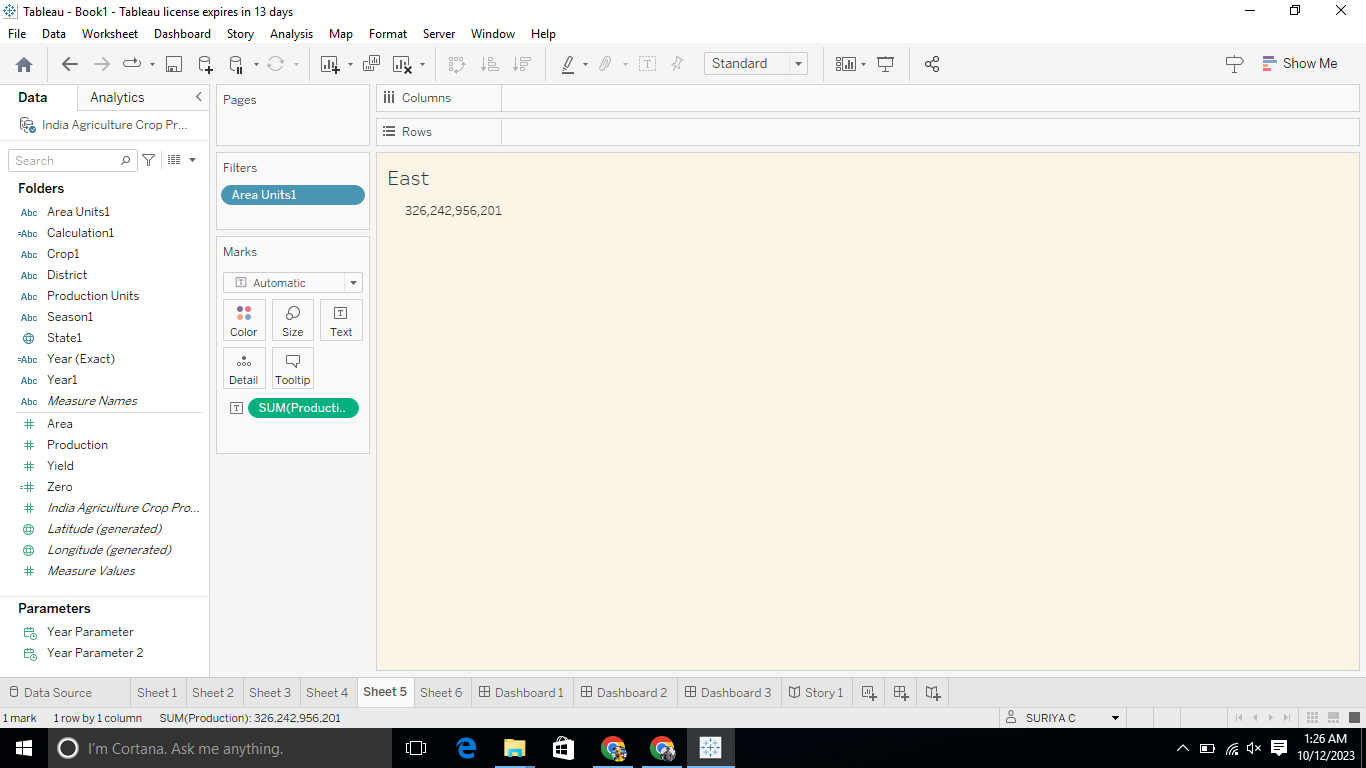 Tableau - Book1 - Tableau license expires in 13 days
File Data Worksheet Dashboard Story Analysis Map Format Server Window Help
Standard
Show Me
Data Analytics
India Agriculture Crop Pr...
Search
Folders
Abc Area Units1
=Abc Calculation1
Abc Crop1
Abc District
Abc Production Units
Abc Season1
State1
=Abc Year (Exact)
Abc Year1
Abc Measure Names
# Area
# Production
# Yield
=# Zero
# India Agriculture Crop Pro...
Latitude (generated)
Longitude (generated)
# Measure Values
Parameters
Year Parameter
Year Parameter 2
Pages
Filters
Area Units1
Marks
T Automatic
Color Size Text
Detail Tooltip
T SUM(Producti..
Columns
Rows
East
326,242,956,201
Data Source Sheet 1 Sheet 2 Sheet 3 Sheet 4 Sheet 5 Sheet 6 Dashboard 1 Dashboard 2 Dashboard 3 Story 1
1 mark 1 row by 1 column SUM(Production): 326,242,956,201 SURIYA C
I'm Cortana. Ask me anything.
1:26 AM
10/12/2023